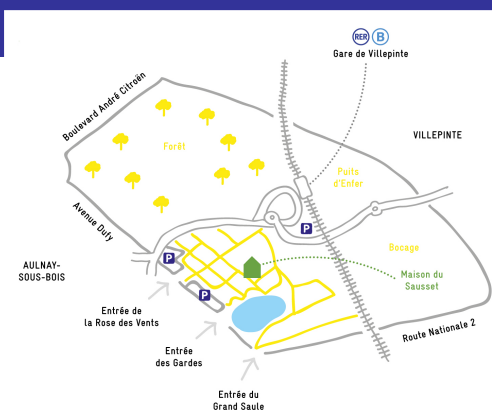 RER B
Gare de Villepinte
Boulevard André Citroën
VILLEPINTE
Forêt
Puits
d'Enfer
Avenue Dufy
P
Bocage
P
AULNAY-
SOUS-BOIS
Maison du
Sausset
P
Entrée de
la Rose des Vents
Route Nationale 2
Entrée
des Gardes
Entrée du
Grand Saule